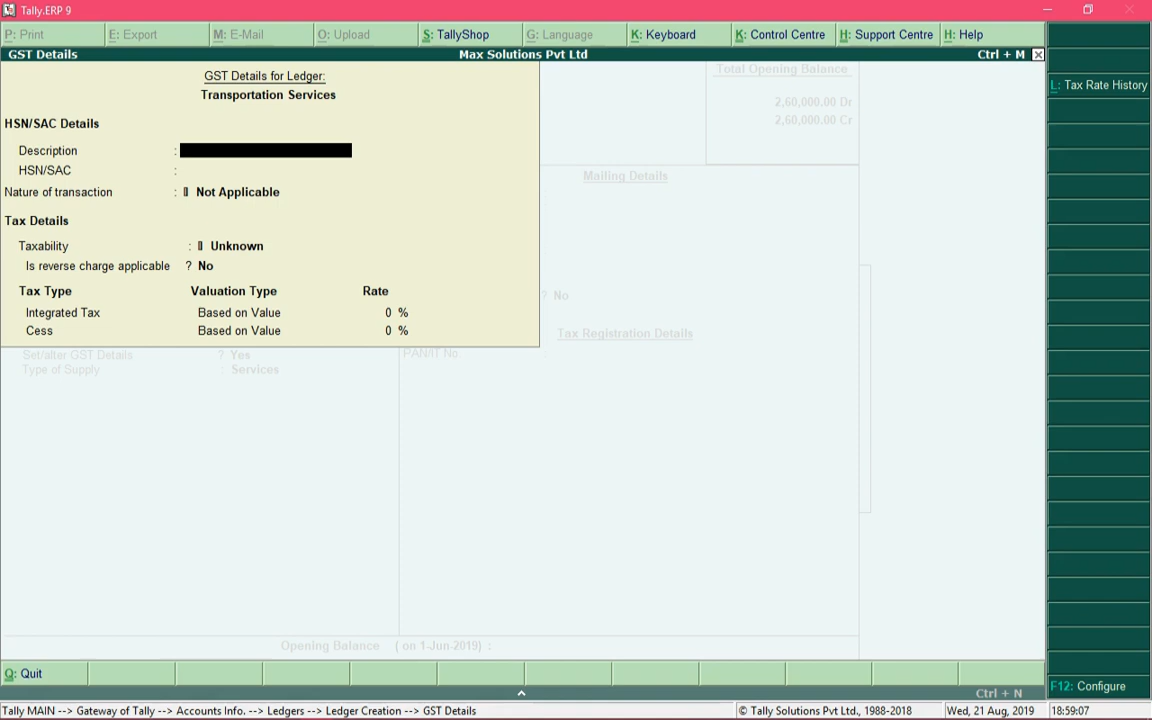 Tally.ERP 9
P: Print E: Export M: E-Mail O: Upload S: TallyShop G: Language K: Keyboard K: Control Centre H: Support Centre H: Help
GST Details Max Solutions Pvt Ltd Ctrl + M
GST Details for Ledger:
Transportation Services
HSN/SAC Details
Description :
HSN/SAC :
Nature of transaction : Not Applicable
Tax Details
Taxability : Unknown
Is reverse charge applicable ? No
Tax Type Valuation Type Rate
Integrated Tax Based on Value 0 %
Cess Based on Value 0 %
Total Opening Balance
2,60,000.00 Dr
2,60,000.00 Cr
Mailing Details
? No
Tax Registration Details
Set/alter GST Details ? Yes
PAN/IT No. :
Type of Supply : Services
Opening Balance ( on 1-Jun-2019) :
L: Tax Rate History
Q: Quit
F12: Configure
Ctrl + N
Tally MAIN --> Gateway of Tally --> Accounts Info. --> Ledgers --> Ledger Creation --> GST Details © Tally Solutions Pvt Ltd., 1988-2018 Wed, 21 Aug, 2019 18:59:07